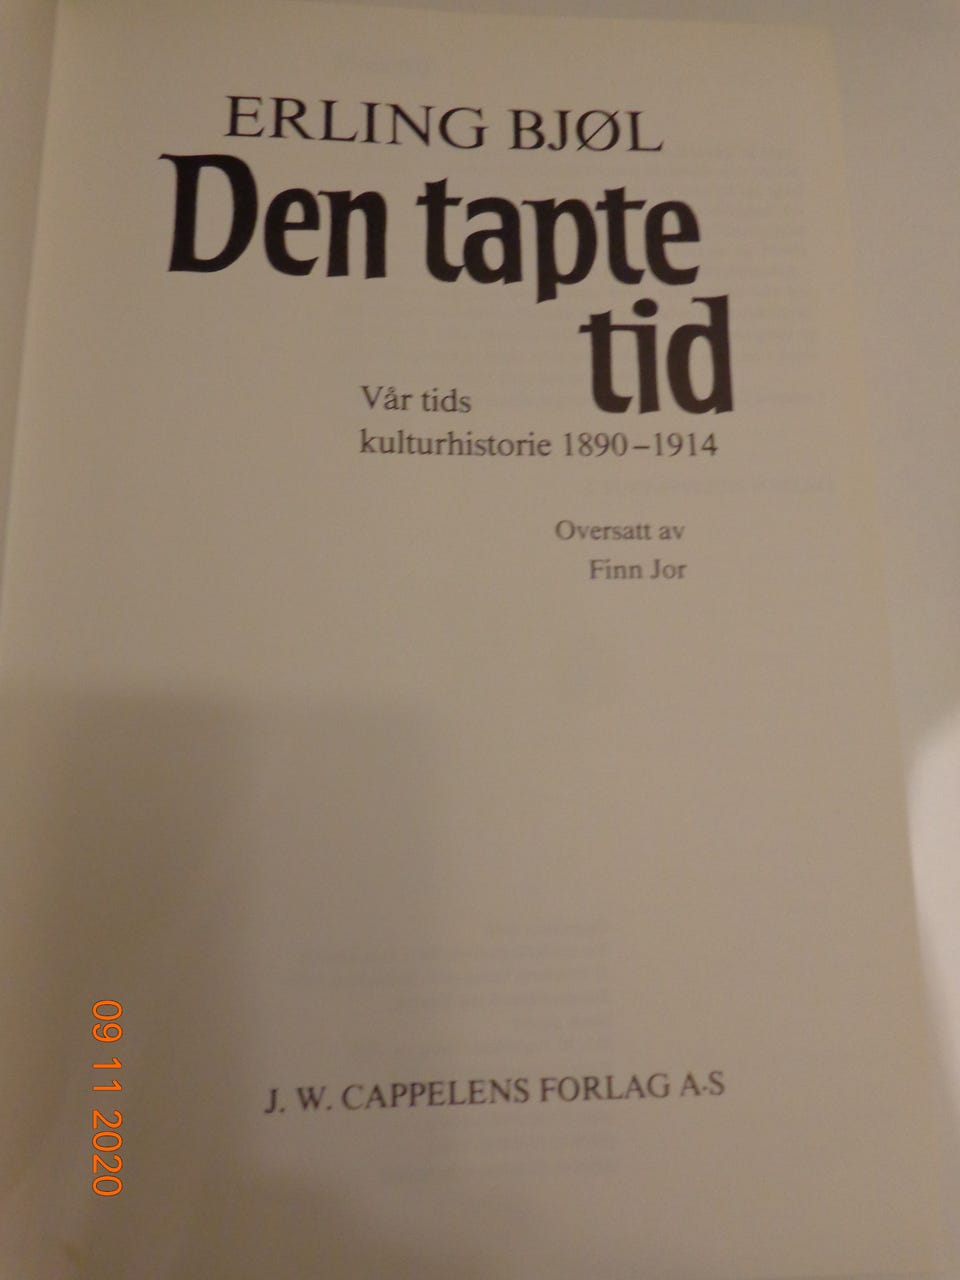 ERLING BJØL
Den tapte
tid
Vår tids
kulturhistorie 1890–1914
Oversatt av
Finn Jor
J. W. CAPPELENS FORLAG A·S
09 11 2020